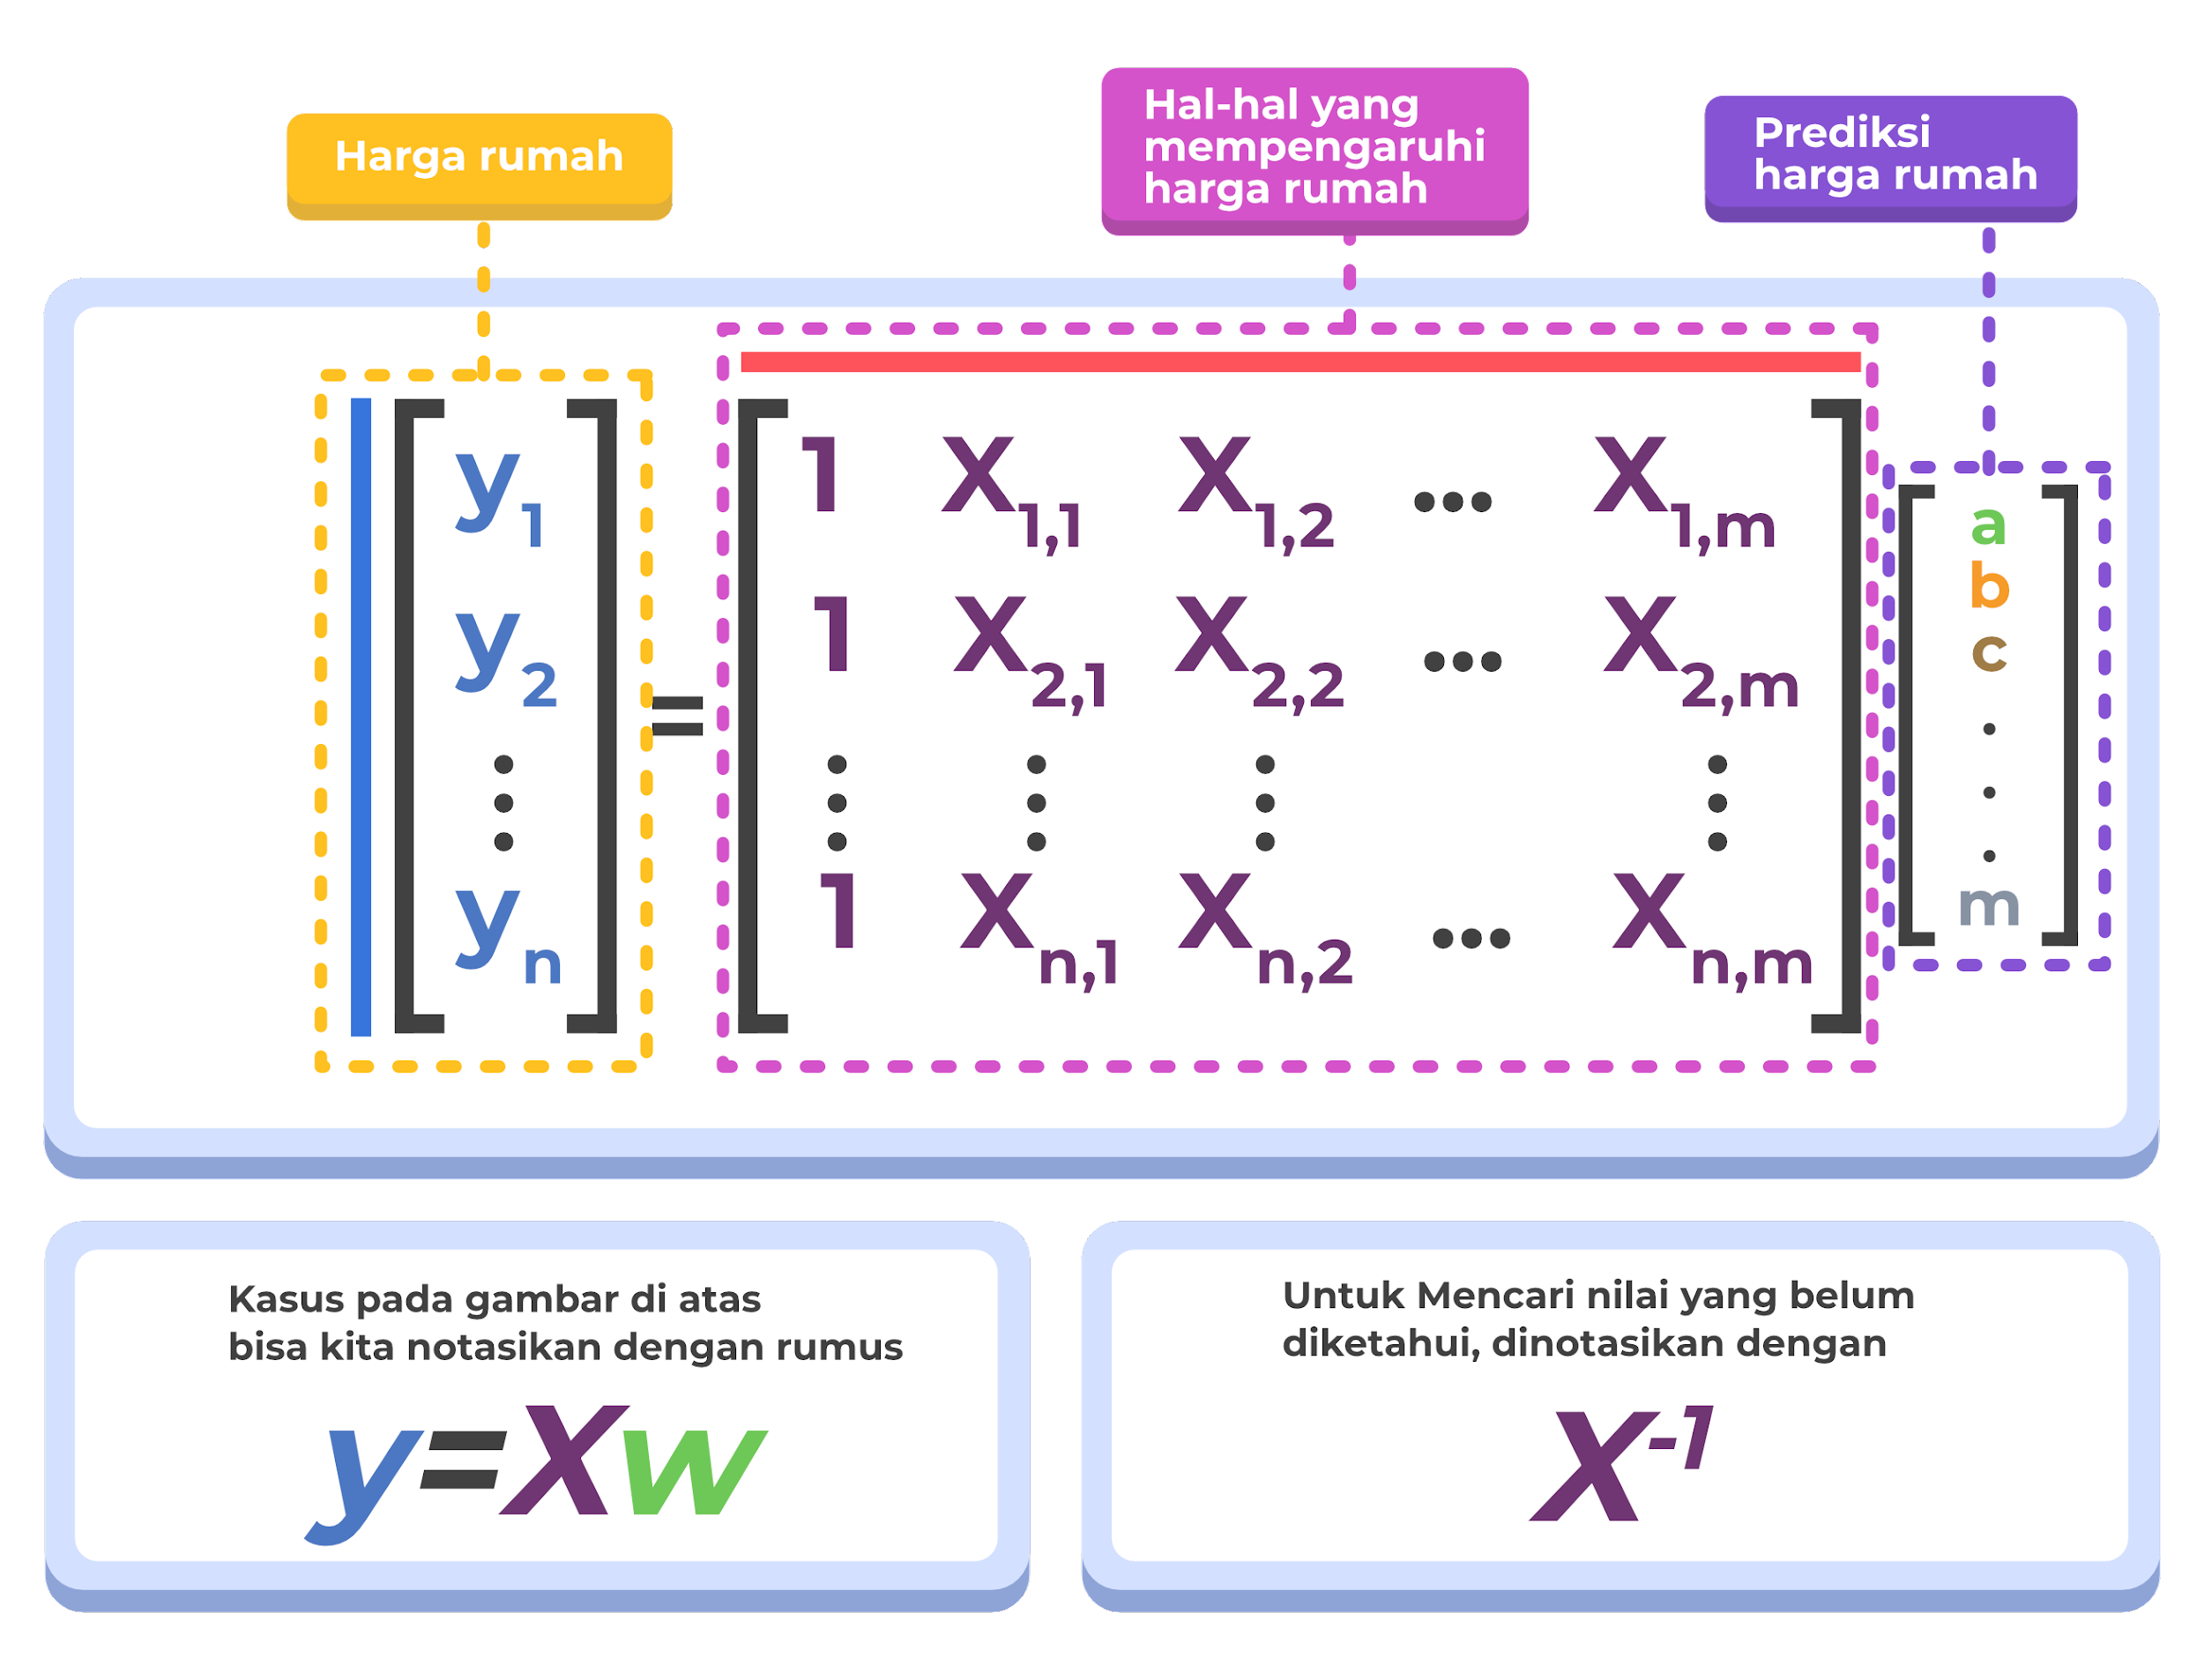 Harga rumah
Hal-hal yang
mempengaruhi
harga rumah
Prediksi
harga rumah
y1 = 1 X1,1 X1,2 ... X1,m a
y2 1 X2,1 X2,2 ... X2,m b
c
yn 1 Xn,1 Xn,2 ... Xn,m m
Kasus pada gambar di atas
bisa kita notasikan dengan rumus
y=Xw
Untuk Mencari nilai yang belum
diketahui, dinotasikan dengan
X-1